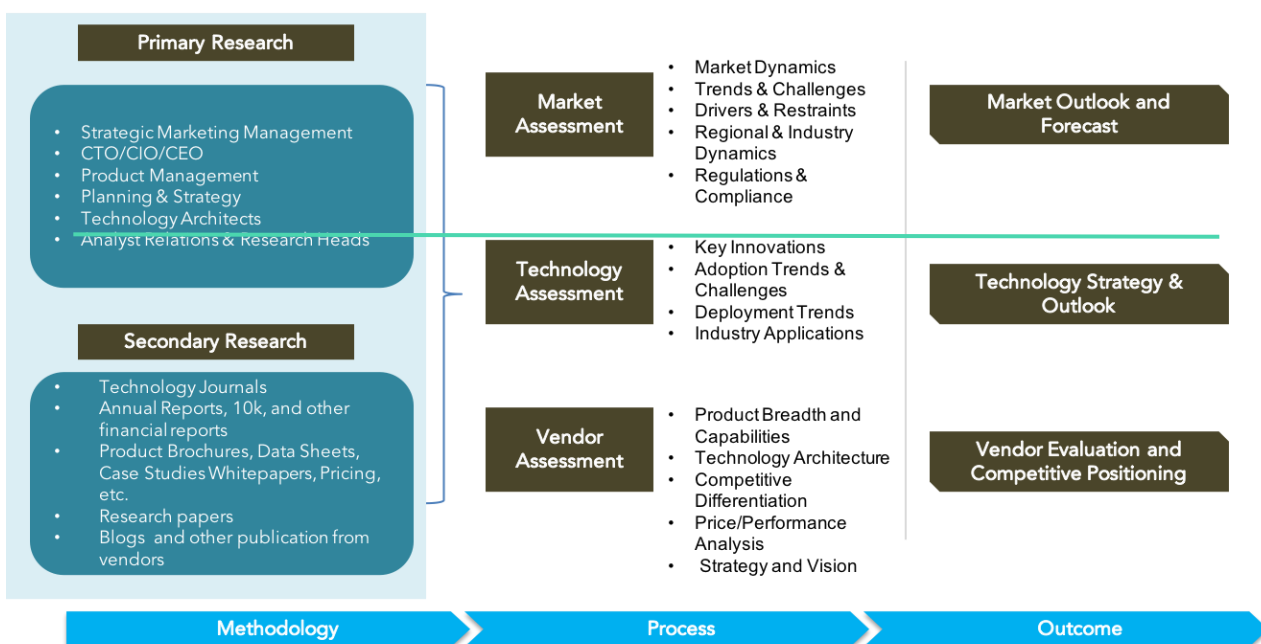 Primary Research
• Strategic Marketing Management
• CTO/CIO/CEO
• Product Management
• Planning & Strategy
• Technology Architects
• Analyst Relations & Research Heads
Secondary Research
• Technology Journals
• Annual Reports, 10k, and other
financial reports
• Product Brochures, Data Sheets,
Case Studies Whitepapers, Pricing,
etc.
• Research papers
• Blogs and other publication from
vendors
Market
Assessment
• Market Dynamics
• Trends & Challenges
• Drivers & Restraints
• Regional & Industry
Dynamics
• Regulations &
Compliance
Market Outlook and
Forecast
Technology
Assessment
• Key Innovations
• Adoption Trends &
Challenges
• Deployment Trends
• Industry Applications
Technology Strategy &
Outlook
Vendor
Assessment
• Product Breadth and
Capabilities
• Technology Architecture
• Competitive
Differentiation
• Price/Performance
Analysis
• Strategy and Vision
Vendor Evaluation and
Competitive Positioning
Methodology
Process
Outcome